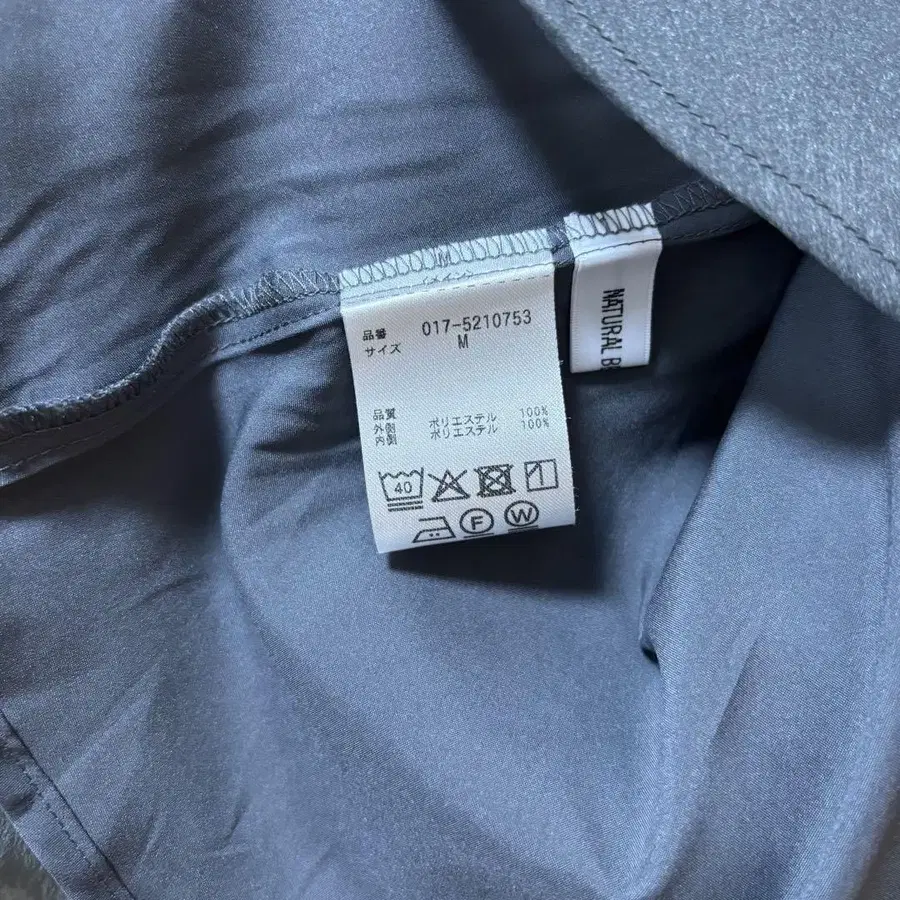 M
品番 017-5210753
サイズ M
品質
外側 ポリエステル 100%
内側 ポリエステル 100%
40
F W
NATURAL